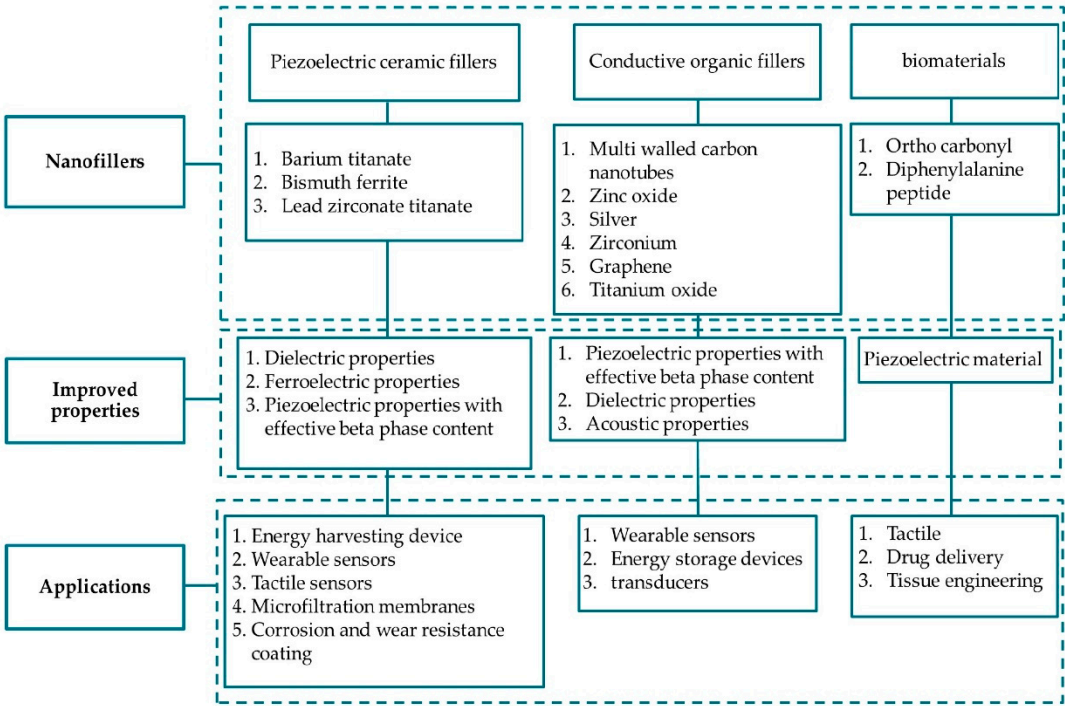 Piezoelectric ceramic fillers
Conductive organic fillers
biomaterials
Nanofillers
1. Barium titanate
2. Bismuth ferrite
3. Lead zirconate titanate
1. Multi walled carbon
nanotubes
2. Zinc oxide
3. Silver
4. Zirconium
5. Graphene
6. Titanium oxide
1. Ortho carbonyl
2. Diphenylalanine
peptide
Improved
properties
1. Dielectric properties
2. Ferroelectric properties
3. Piezoelectric properties with
effective beta phase content
1. Piezoelectric properties with
effective beta phase content
2. Dielectric properties
3. Acoustic properties
Piezoelectric material
Applications
1. Energy harvesting device
2. Wearable sensors
3. Tactile sensors
4. Microfiltration membranes
5. Corrosion and wear resistance
coating
1. Wearable sensors
2. Energy storage devices
3. transducers
1. Tactile
2. Drug delivery
3. Tissue engineering